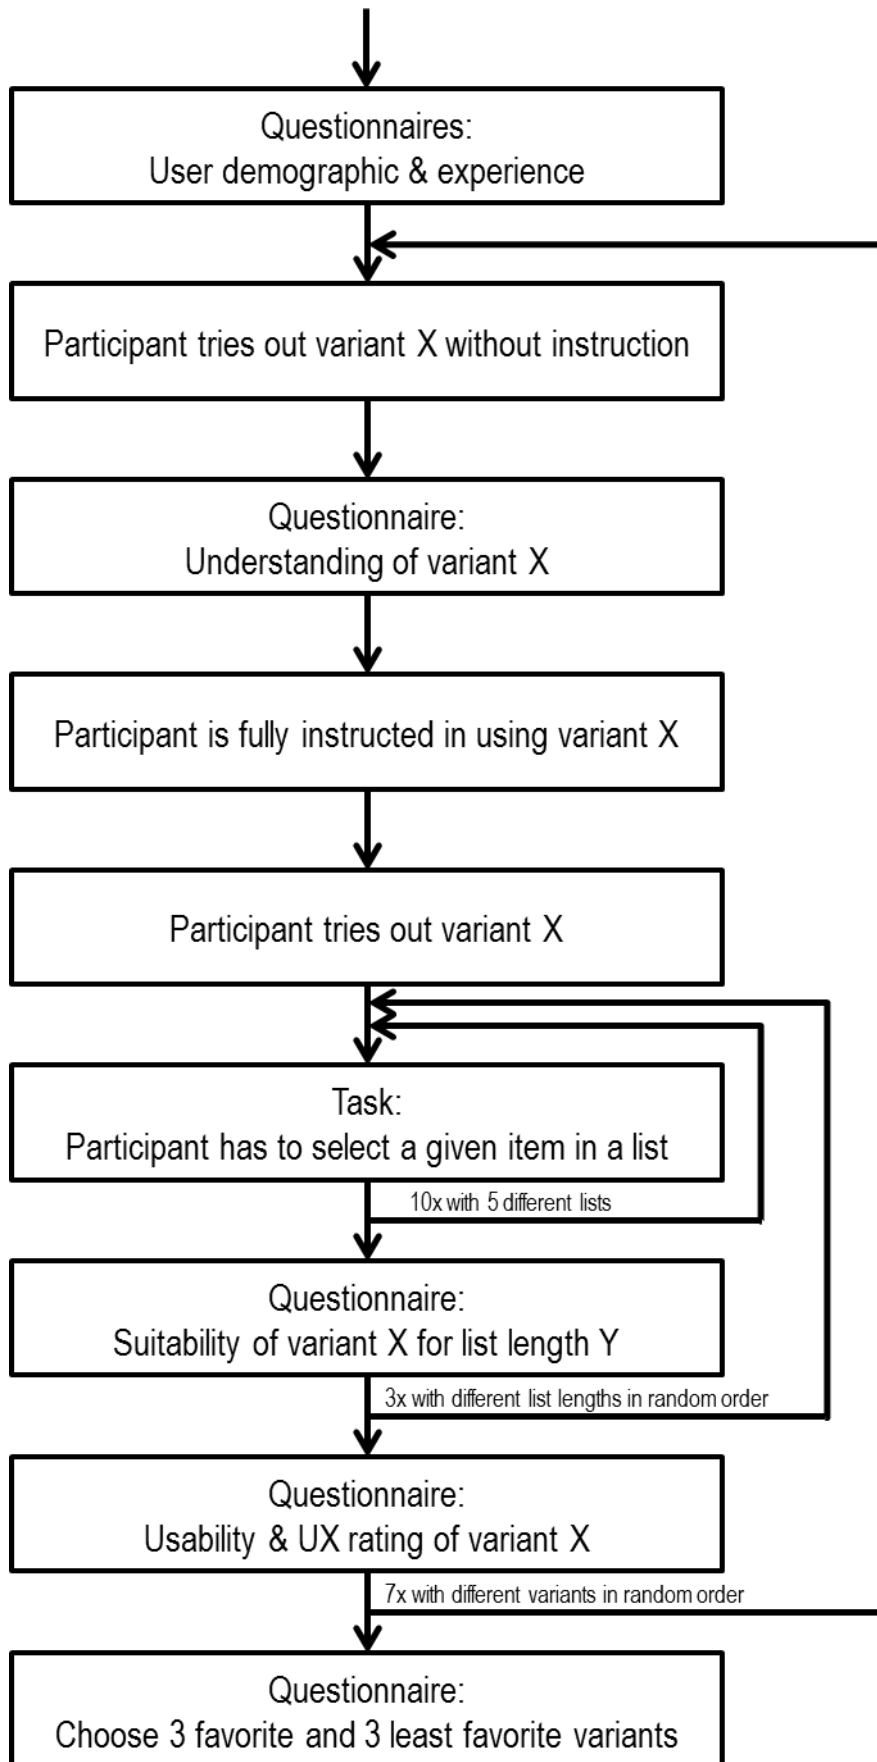 Questionnaires:
User demographic & experience
Participant tries out variant X without instruction
Questionnaire:
Understanding of variant X
Participant is fully instructed in using variant X
Participant tries out variant X
Task:
Participant has to select a given item in a list
10x with 5 different lists
Questionnaire:
Suitability of variant X for list length Y
3x with different list lengths in random order
Questionnaire:
Usability & UX rating of variant X
7x with different variants in random order
Questionnaire:
Choose 3 favorite and 3 least favorite variants